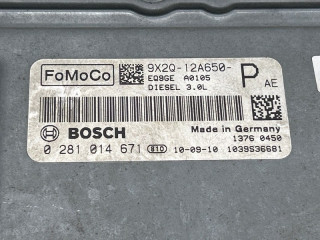 FoMoCo
9X2Q-12A650- P AE
EQ9GE A0105
DIESEL 3.0L
BOSCH
Made in Germany
1376 0450
0 281 014 671 810 10-09-10 1039S36681